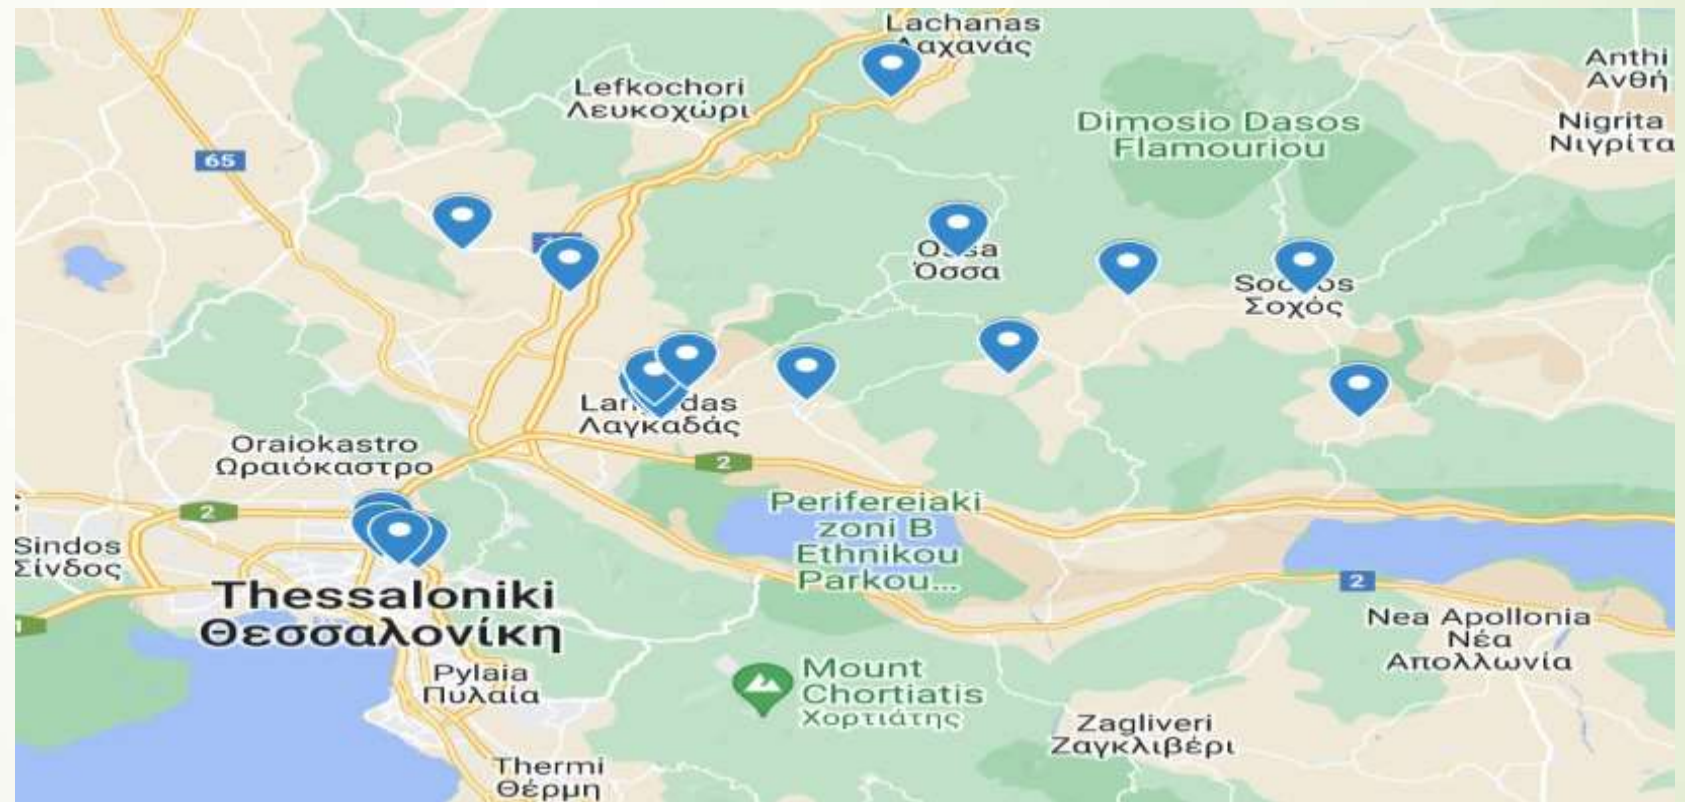 Lachanas
Λαχανάς
Anthi
Ανθή
Lefkochori
Λευκοχώρι
Dimosio Dasos
Flamouriou
Nigrita
Νιγρίτα
65
Όσσα
Σοχός
Λαγκαδάς
Oraiokastro
Ωραιόκαστρο
2
2
Perifereiaki
zoni B
Ethnikou
Parkou...
Sindos
Σίνδος
2
Thessaloniki
Θεσσαλονίκη
1
Nea Apollonia
Νέα
Απολλωνία
Pylaia
Πυλαία
Mount
Chortiatis
Χορτιάτης
Zagliveri
Ζαγκλιβέρι
Thermi
Θέρμη